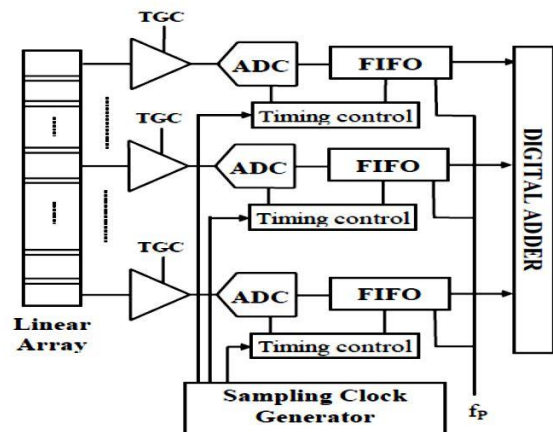 TGC
ADC
FIFO
Timing control
TGC
ADC
FIFO
Timing control
TGC
ADC
FIFO
Timing control
Linear
Array
DIGITAL ADDER
Sampling Clock
Generator
fP